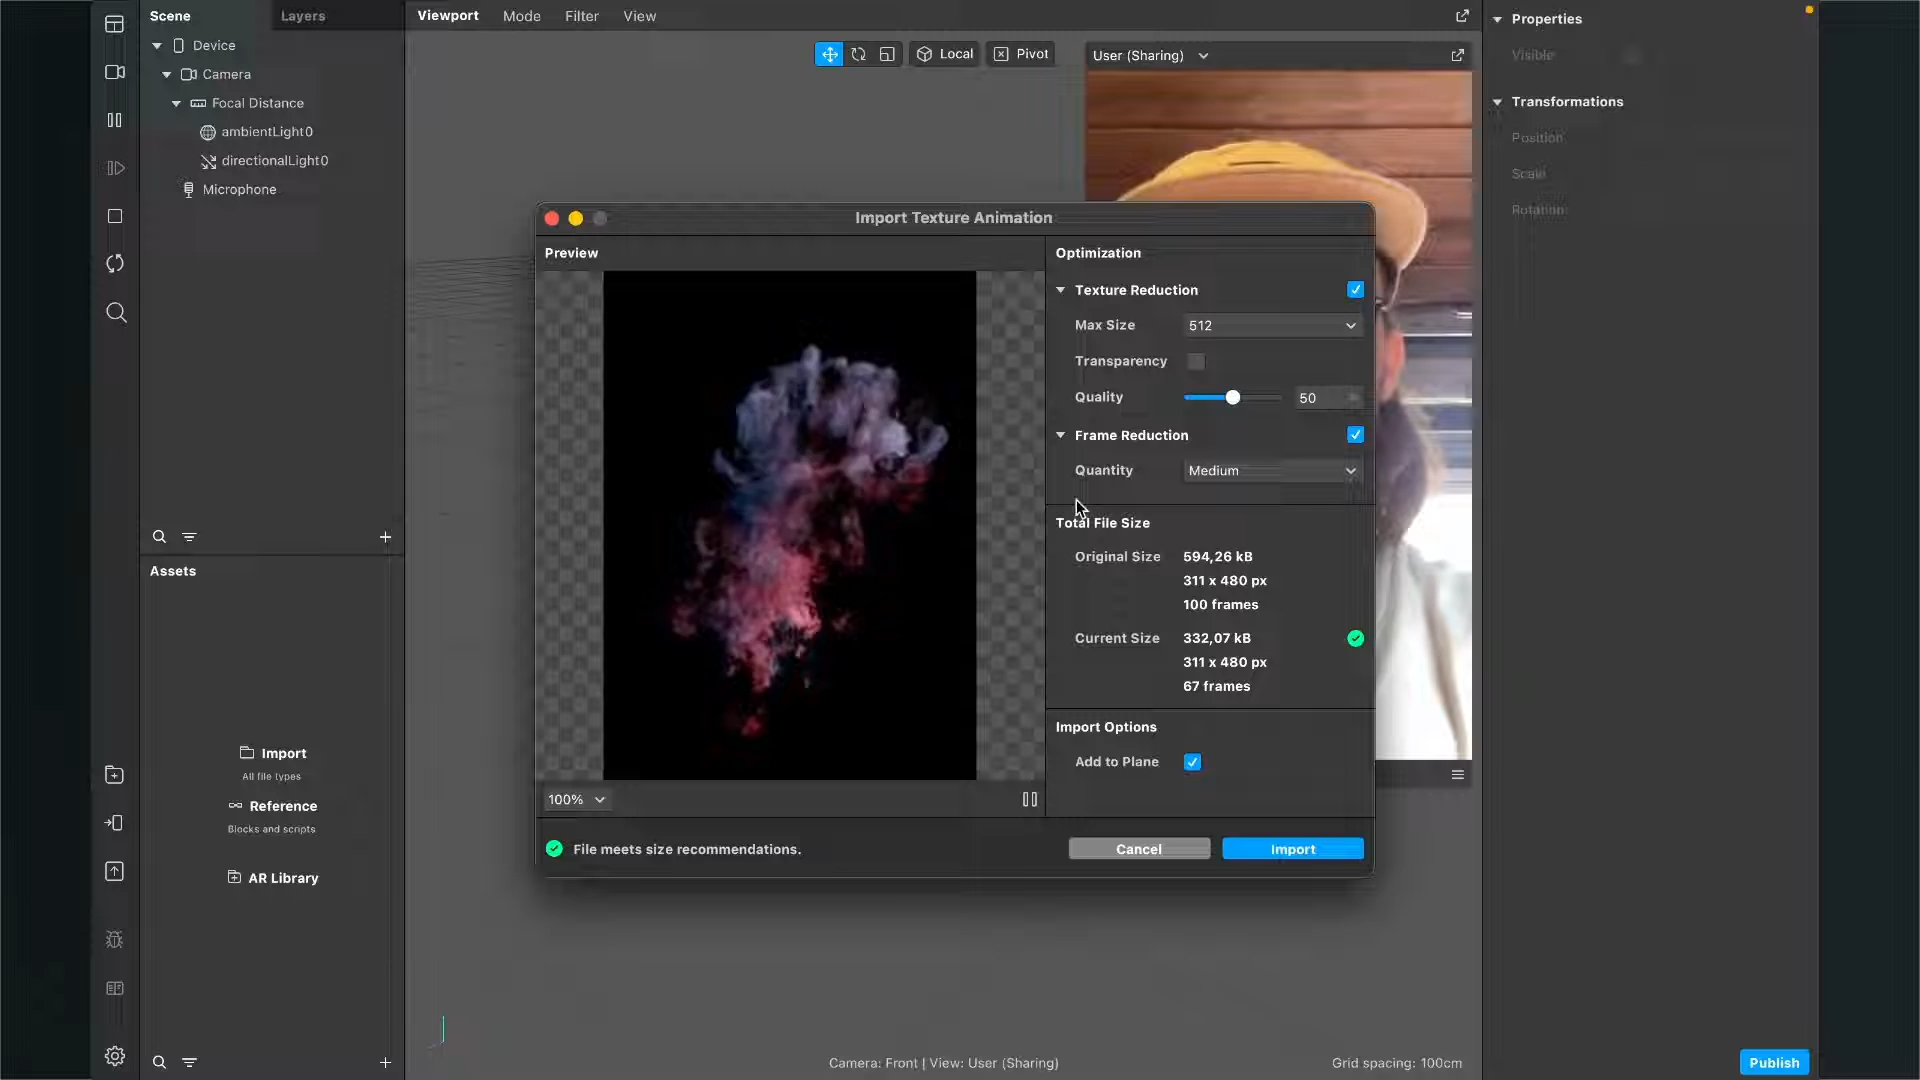 Scene
Layers
Device
Camera
Focal Distance
ambientLight0
directionalLight0
Microphone
Assets
Import
All file types
Reference
Blocks and scripts
AR Library
Viewport Mode Filter View
Local
Pivot
User (Sharing)
Import Texture Animation
Preview
100%
Optimization
Texture Reduction
Max Size 512
Transparency
Quality 50
Frame Reduction
Quantity Medium
Total File Size
Original Size 594,26 kB
311 x 480 px
100 frames
Current Size 332,07 kB
311 x 480 px
67 frames
Import Options
Add to Plane
File meets size recommendations.
Cancel
Import
Camera: Front | View: User (Sharing)
Grid spacing: 100cm
Properties
Visible
Transformations
Position
Scale
Rotation
Publish